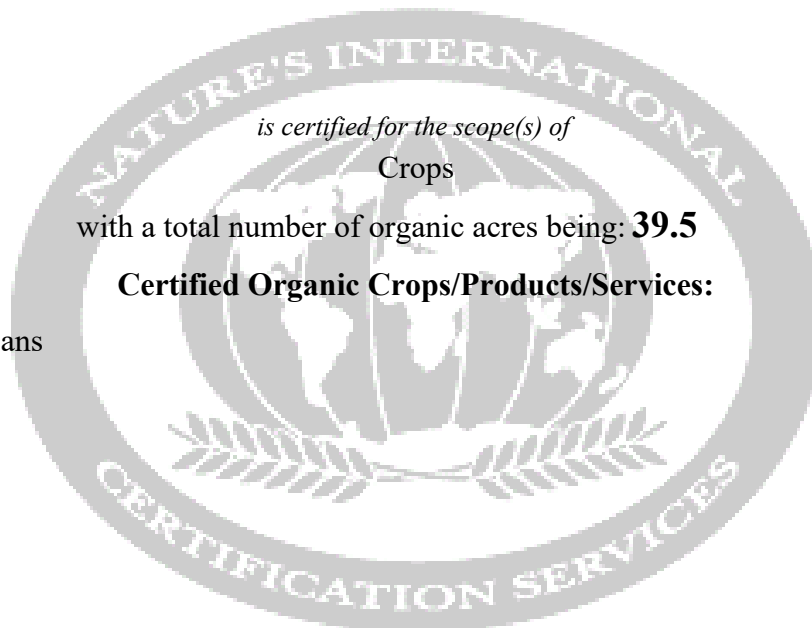 NATURE'S INTERNATIONAL
is certified for the scope(s) of
Crops
with a total number of organic acres being: 39.5
Certified Organic Crops/Products/Services:
ans
CERTIFICATION SERVICES